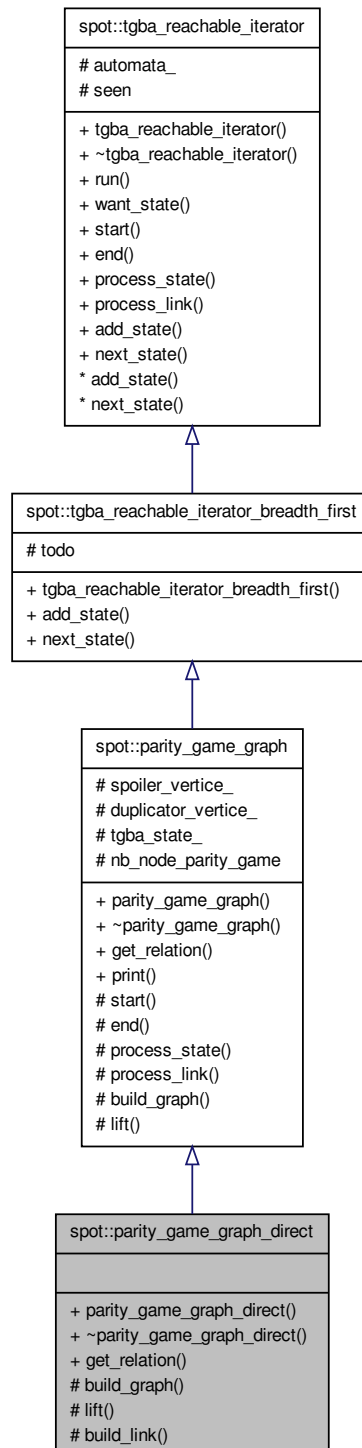 spot::tgba_reachable_iterator
# automata_
# seen
+ tgba_reachable_iterator()
+ ~tgba_reachable_iterator()
+ run()
+ want_state()
+ start()
+ end()
+ process_state()
+ process_link()
+ add_state()
+ next_state()
* add_state()
* next_state()
spot::tgba_reachable_iterator_breadth_first
# todo
+ tgba_reachable_iterator_breadth_first()
+ add_state()
+ next_state()
spot::parity_game_graph
# spoiler_vertice_
# duplicator_vertice_
# tgba_state_
# nb_node_parity_game
+ parity_game_graph()
+ ~parity_game_graph()
+ get_relation()
+ print()
# start()
# end()
# process_state()
# process_link()
# build_graph()
# lift()
spot::parity_game_graph_direct
+ parity_game_graph_direct()
+ ~parity_game_graph_direct()
+ get_relation()
# build_graph()
# lift()
# build_link()